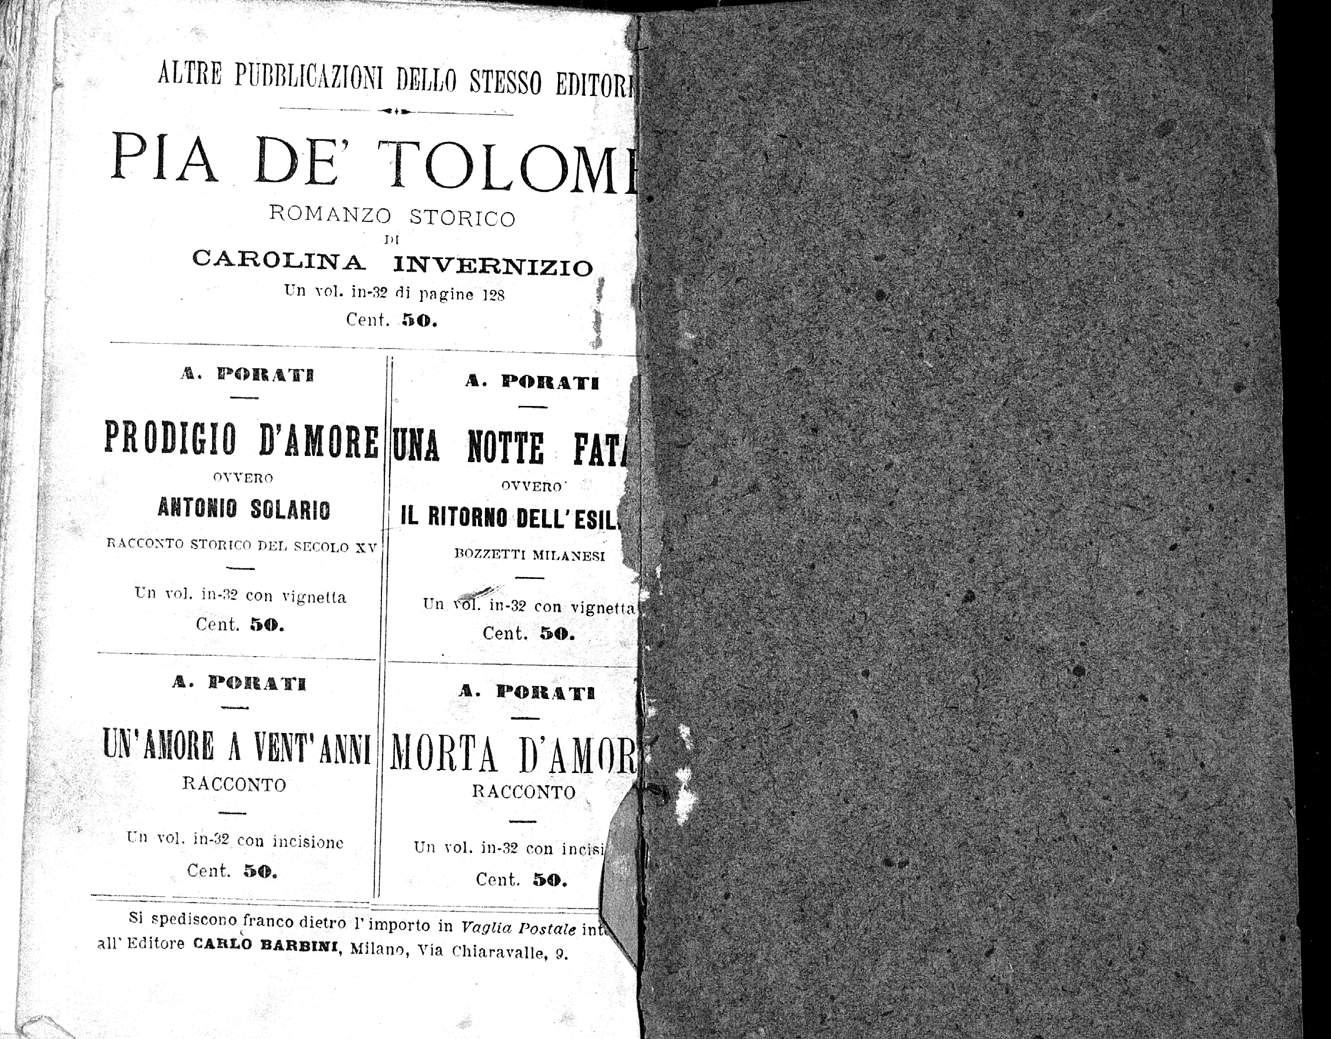 ALTRE PUBBLICAZIONI DELLO STESSO EDITOR
PIA DE' TOLOM
ROMANZO STORICO
DI
CAROLINA INVERNIZIO
Un vol. in-32 di pagine 128
Cent. 50.
A. PORATI
PRODIGIO D'AMORE
OVVERO
ANTONIO SOLARIO
RACCONTO STORICO DEL SECOLO XV
Un vol. in-32 con vignetta
Cent. 50.
A. PORATI
UNA NOTTE FATA
OVVERO
IL RITORNO DELL'ESIL
BOZZETTI MILANESI
Un vol. in-32 con vignetta
Cent. 50.
A. PORATI
UN'AMORE A VENT'ANNI
RACCONTO
Un vol. in-32 con incisione
Cent. 50.
A. PORATI
MORTA D'AMOR
RACCONTO
Un vol. in-32 con incisi
Cent. 50.
Si spediscono franco dietro l'importo in Vaglia Postale int
all'Editore CARLO BARBINI, Milano, Via Chiaravalle, 9.